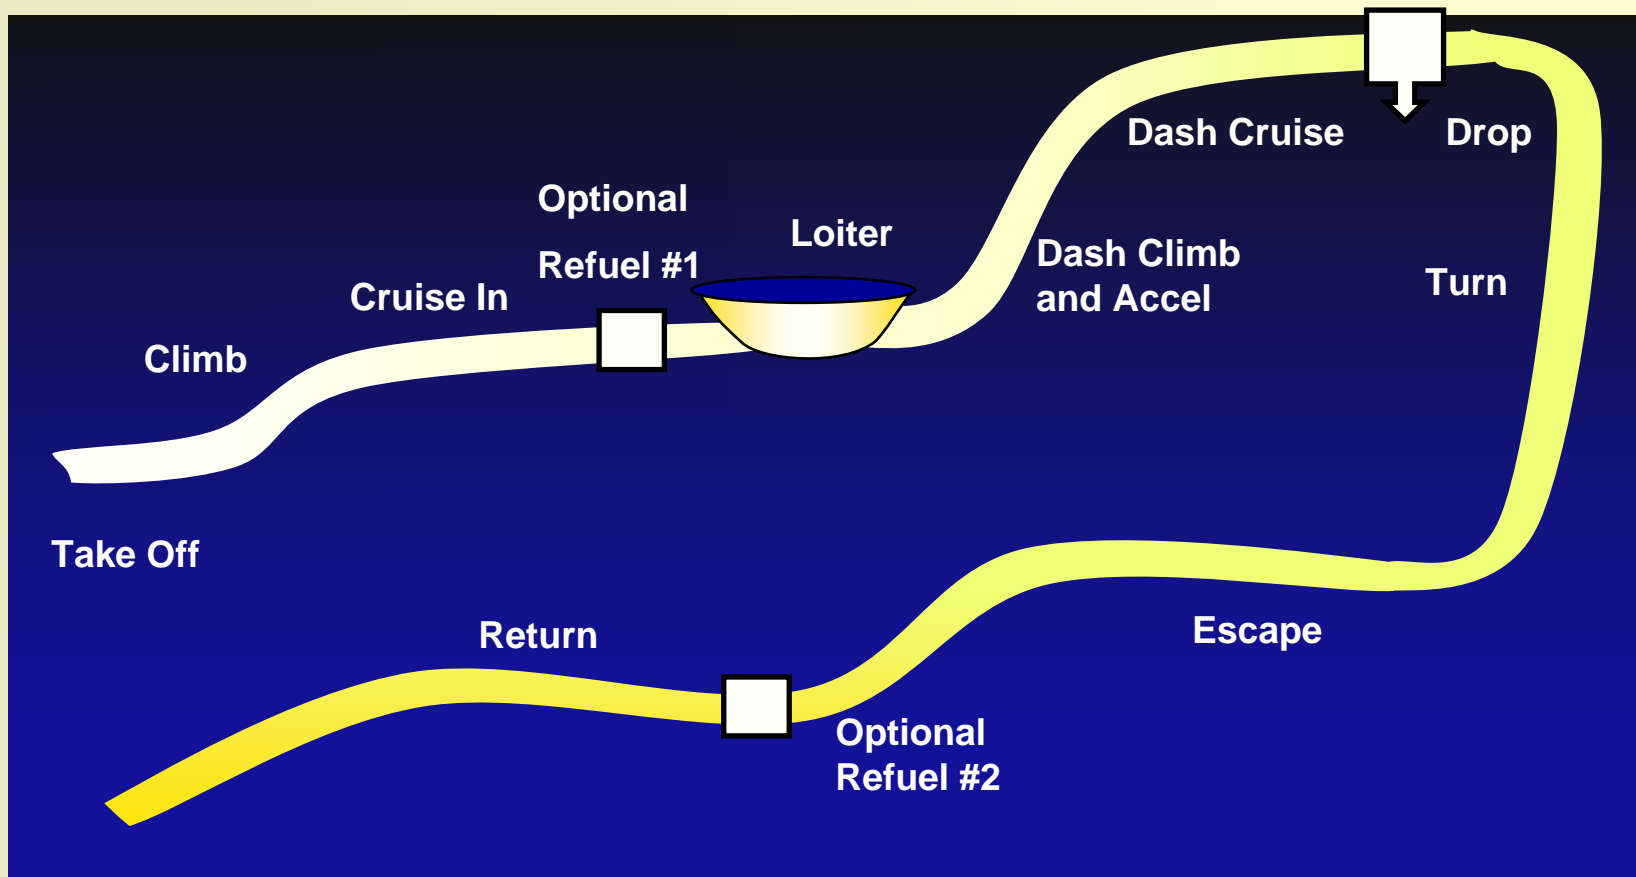 Dash Cruise
Drop
Optional
Refuel #1
Loiter
Dash Climb
and Accel
Turn
Cruise In
Climb
Take Off
Return
Escape
Optional
Refuel #2